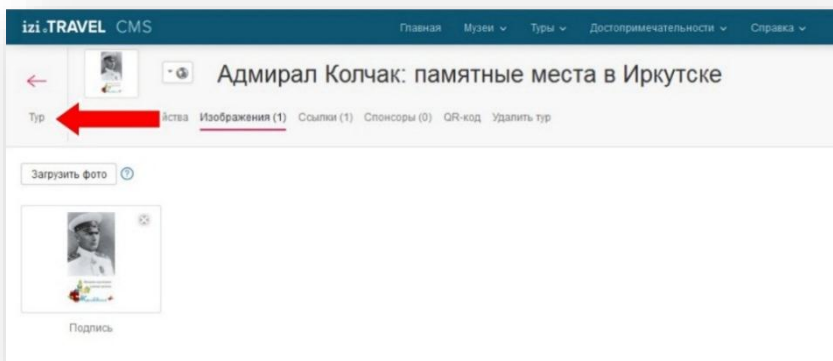 izi.TRAVEL CMS Главная Музеи Туры Достопримечательности Справка
Адмирал Колчак: памятные места в Иркутске
Тур йства Изображения (1) Ссылки (1) Спонсоры (0) QR-код Удалить тур
Загрузить фото ?
Подпись